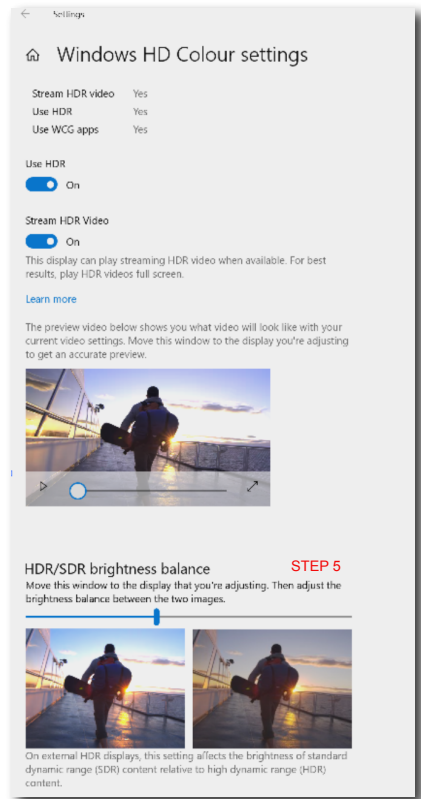 Settings
Windows HD Colour settings
Stream HDR video Yes
Use HDR Yes
Use WCG apps Yes
Use HDR
On
Stream HDR Video
On
This display can play streaming HDR video when available. For best
results, play HDR videos full screen.
Learn more
The preview video below shows you what video will look like with your
current video settings. Move this window to the display you're adjusting
to get an accurate preview.
HDR/SDR brightness balance STEP 5
Move this window to the display that you're adjusting. Then adjust the
brightness balance between the two images.
On external HDR displays, this setting affects the brightness of standard
dynamic range (SDR) content relative to high dynamic range (HDR)
content.